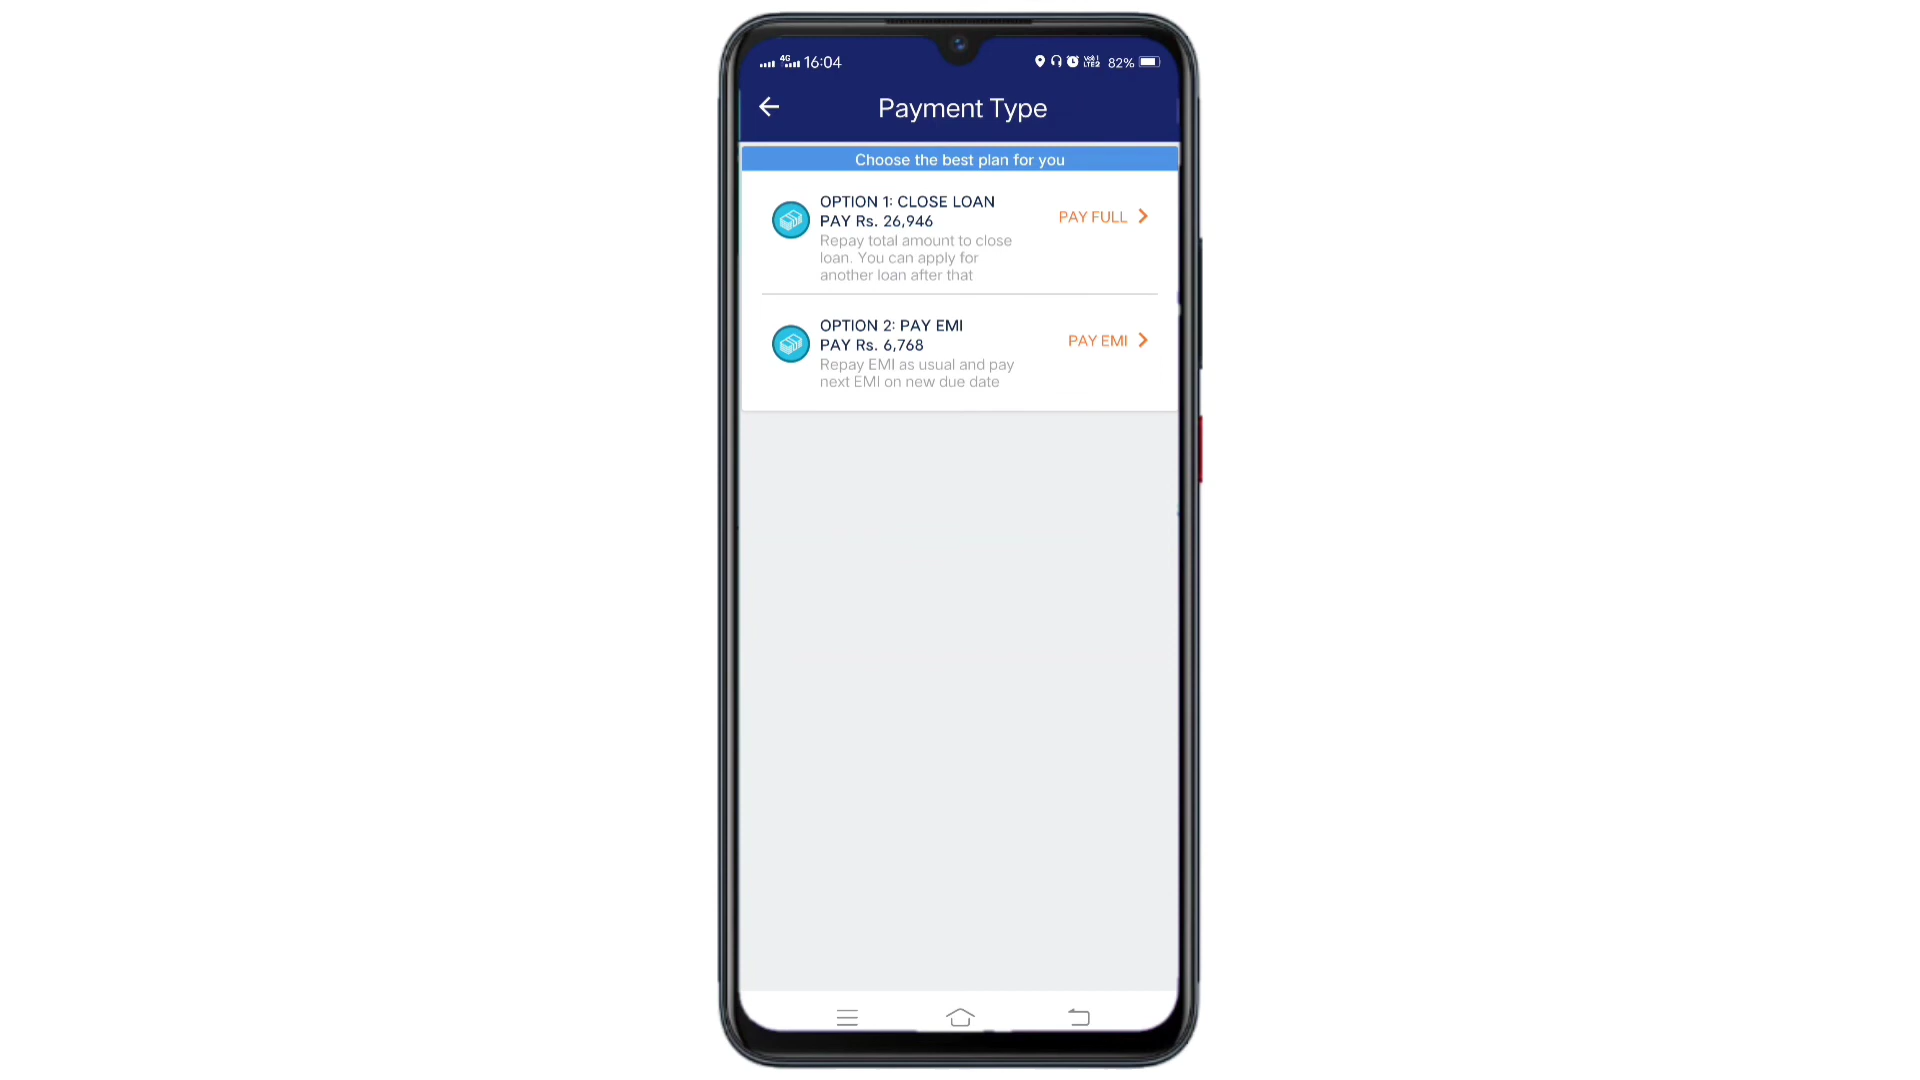 4G 16:04 82%
Payment Type
Choose the best plan for you
OPTION 1: CLOSE LOAN
PAY Rs. 26,946
PAY FULL
Repay total amount to close
loan. You can apply for
another loan after that
OPTION 2: PAY EMI
PAY Rs. 6,768
PAY EMI
Repay EMI as usual and pay
next EMI on new due date